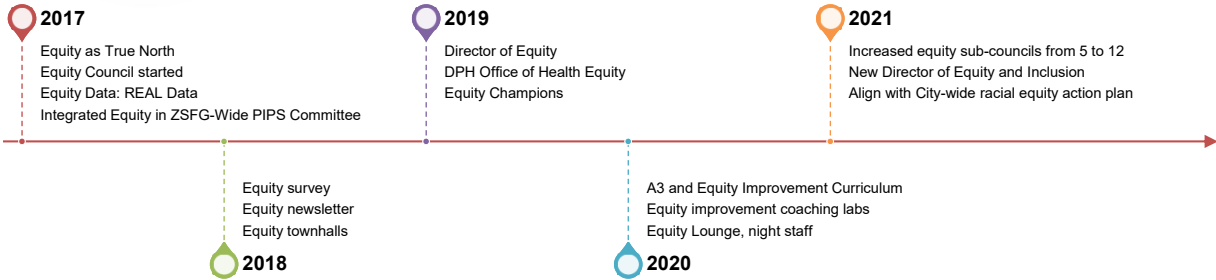 2017
Equity as True North
Equity Council started
Equity Data: REAL Data
Integrated Equity in ZSFG-Wide PIPS Committee
2019
Director of Equity
DPH Office of Health Equity
Equity Champions
2021
Increased equity sub-councils from 5 to 12
New Director of Equity and Inclusion
Align with City-wide racial equity action plan
Equity survey
Equity newsletter
Equity townhalls
2018
A3 and Equity Improvement Curriculum
Equity improvement coaching labs
Equity Lounge, night staff
2020